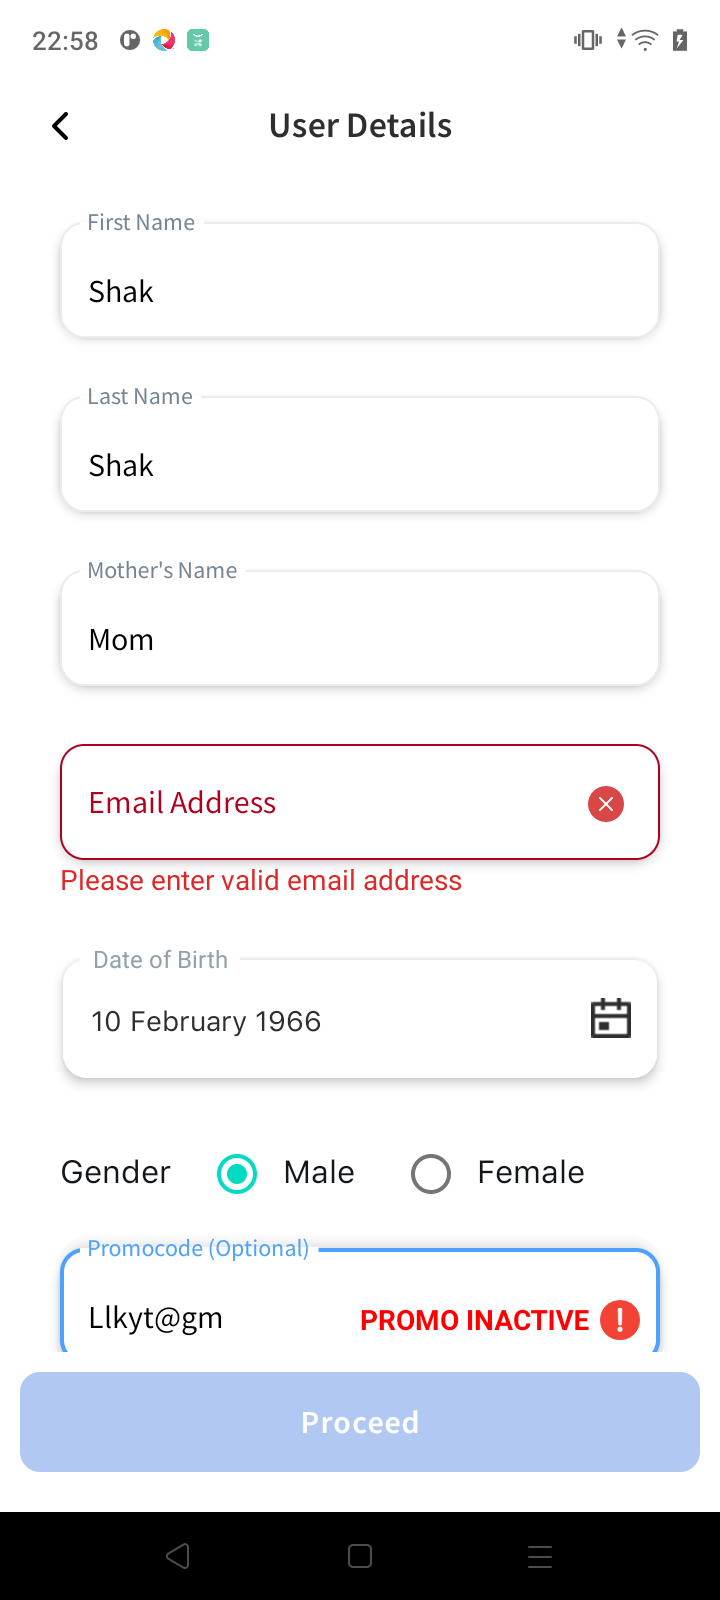 22:58
User Details
First Name
Shak
Last Name
Shak
Mother's Name
Mom
Email Address
Please enter valid email address
Date of Birth
10 February 1966
Gender Male Female
Promocode (Optional)
Llkyt@gm PROMO INACTIVE
Proceed